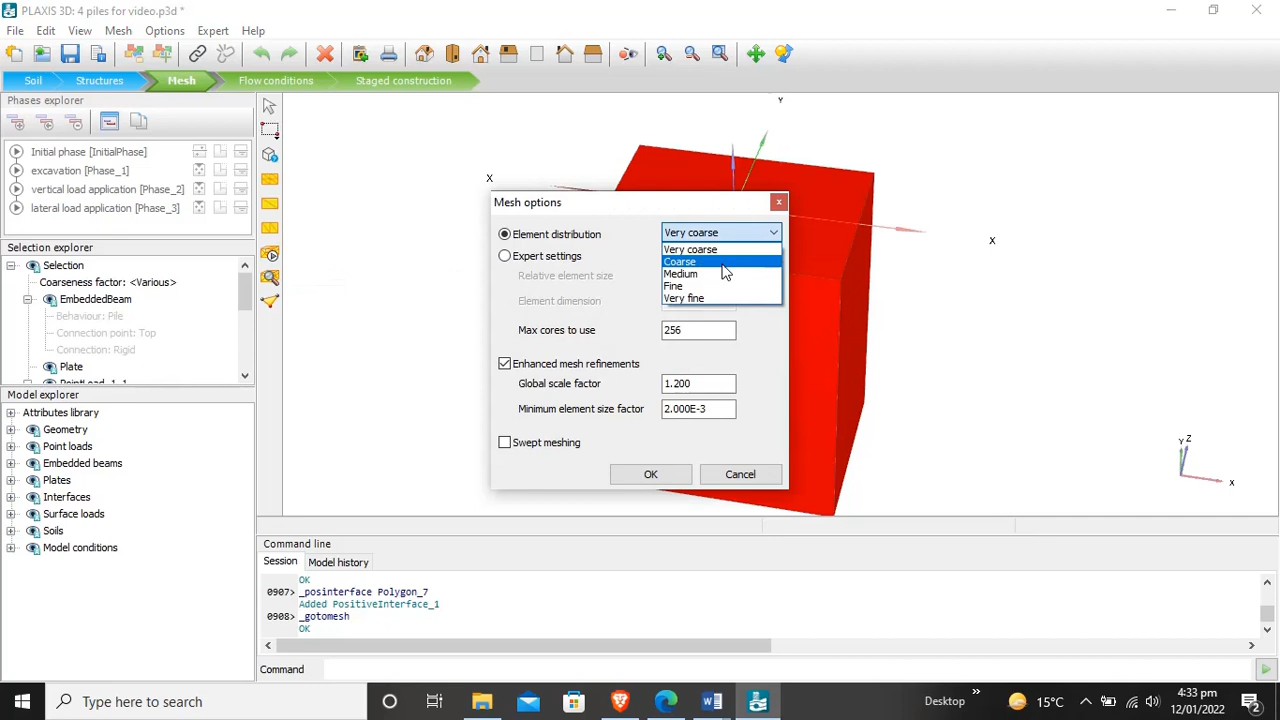 PLAXIS 3D: 4 piles for video.p3d *
File Edit View Mesh Options Expert Help
Soil Structures Mesh Flow conditions Staged construction
Phases explorer
Initial phase [InitialPhase]
excavation [Phase_1]
vertical load application [Phase_2]
lateral load application [Phase_3]
Selection explorer
Selection
Coarseness factor: <Various>
EmbeddedBeam
Behaviour: Pile
Connection point: Top
Connection: Rigid
Plate
PointLoad_1_1
Model explorer
Attributes library
Geometry
Point loads
Embedded beams
Plates
Interfaces
Surface loads
Soils
Model conditions
Y
X
X
Mesh options
x
Element distribution
Very coarse
Very coarse
Coarse
Medium
Fine
Very fine
Expert settings
Relative element size
Element dimension
Max cores to use 256
Enhanced mesh refinements
Global scale factor 1.200
Minimum element size factor 2.000E-3
Swept meshing
OK Cancel
Y Z
X
Command line
Session Model history
OK
0907> _posinterface Polygon_7
Added PositiveInterface_1
0908> _gotomesh
OK
Command
Type here to search
Desktop
15°C
4:33 pm
12/01/2022
2